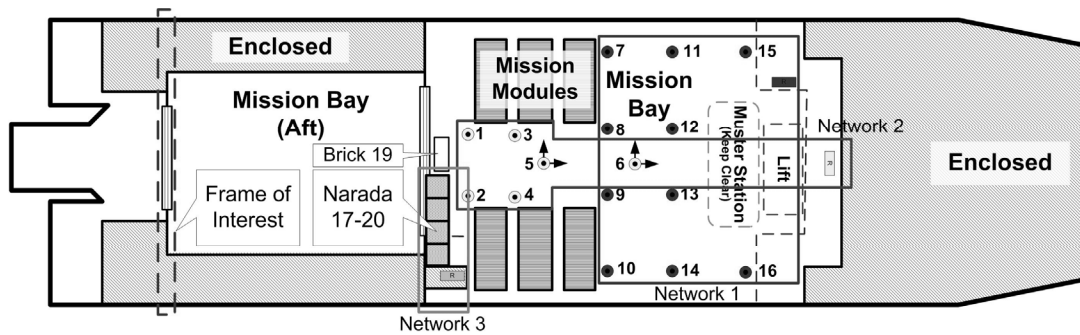 Enclosed
Mission Bay
(Aft)
Brick 19
Frame of
Interest
Narada
17-20
Network 3
Mission
Modules
Mission
Bay
1
2
3
4
5
6
7
8
9
10
11
12
13
14
15
16
R
R
R
Muster Station
(Keep Clear)
Lift
Network 2
Network 1
Enclosed